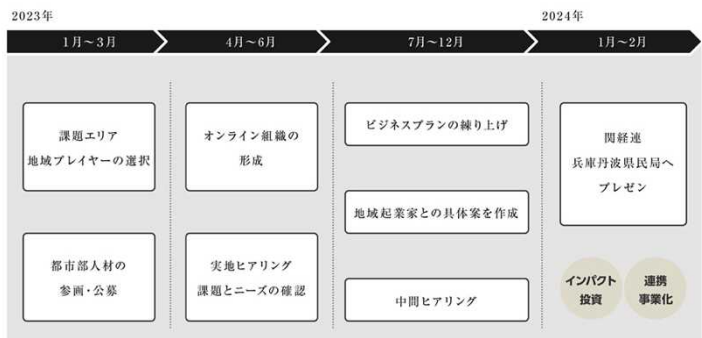 2023年
2024年
1月～3月
4月～6月
7月～12月
1月～2月
課題エリア
地域プレイヤーの選択
都市部人材の
参画・公募
オンライン組織の
形成
実地ヒアリング
課題とニーズの確認
ビジネスプランの練り上げ
地域起業家との具体案を作成
中間ヒアリング
関経連
兵庫丹波県民局へ
プレゼン
インパクト
投資
連携
事業化